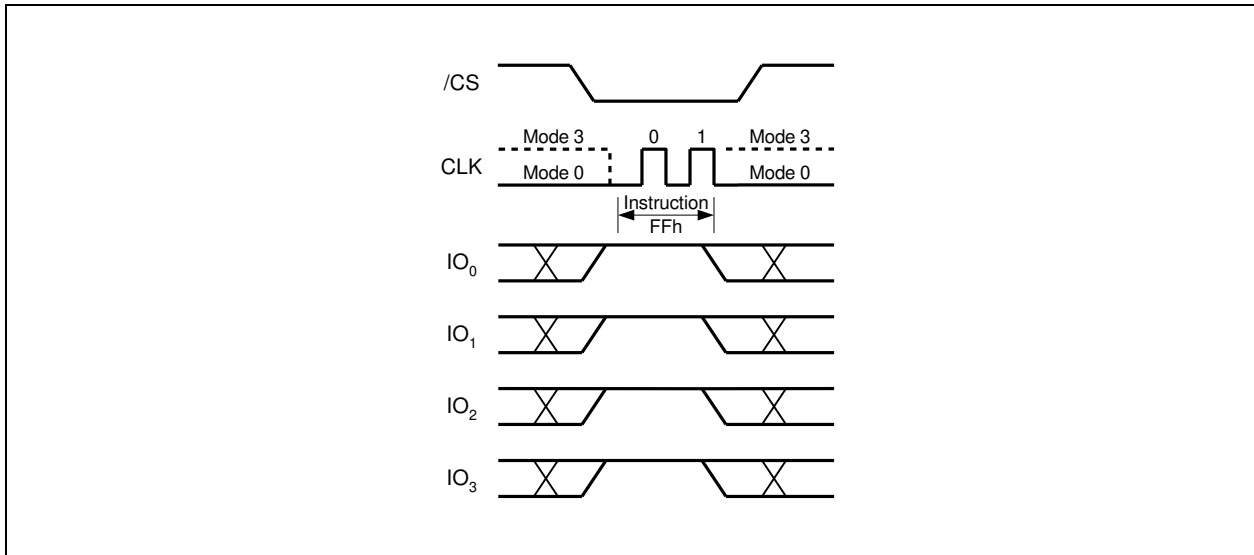 /CS
Mode 3 0 1 Mode 3
CLK Mode 0 Mode 0
Instruction
FFh
IO0
IO1
IO2
IO3